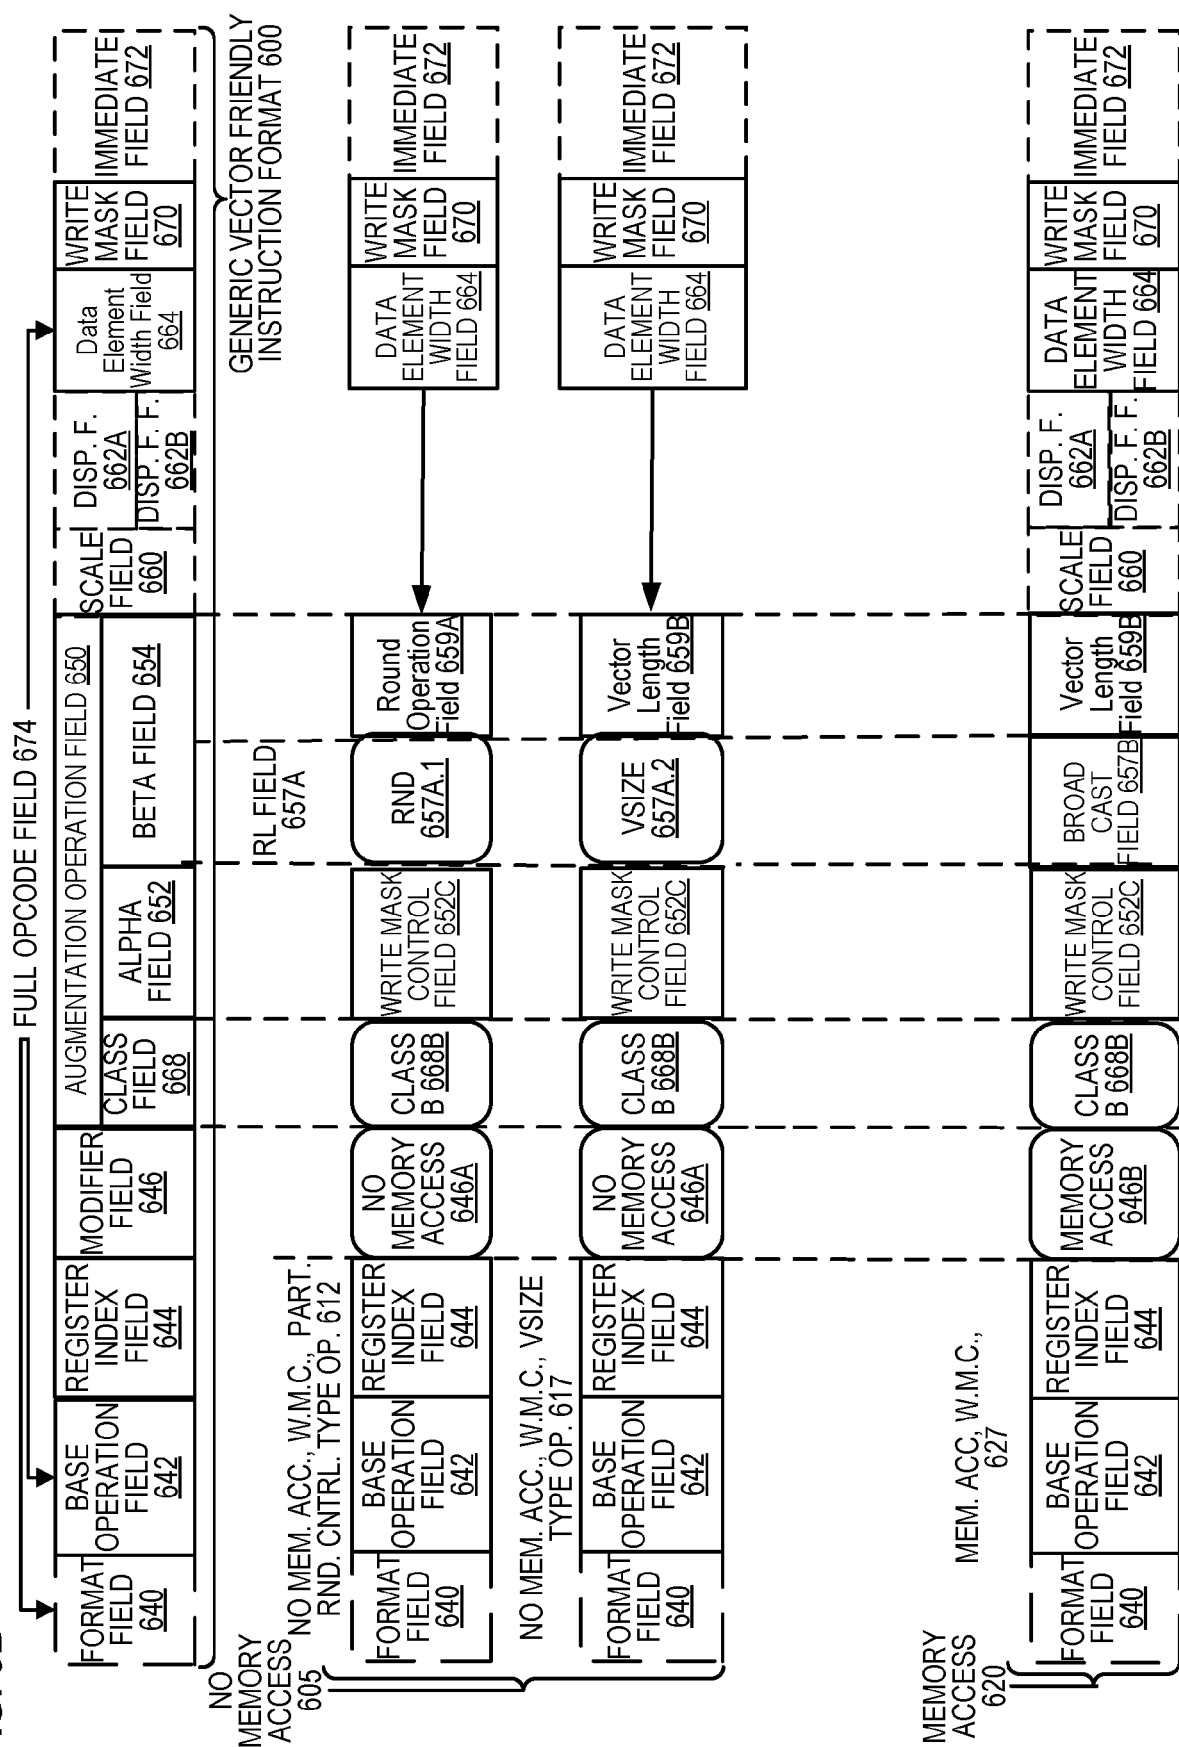 FULL OPCODE FIELD 674
FORMAT
FIELD
640
BASE
OPERATION
FIELD
642
REGISTER
INDEX
FIELD
644
MODIFIER
FIELD
646
AUGMENTATION OPERATION FIELD 650
CLASS
FIELD
668
ALPHA
FIELD 652
BETA FIELD 654
SCALE
FIELD
660
DISP. F.
662A
DISP. F. F.
662B
Data
Element
Width Field
664
WRITE
MASK
FIELD
670
IMMEDIATE
FIELD 672
GENERIC VECTOR FRIENDLY
INSTRUCTION FORMAT 600
NO
MEMORY
ACCESS
605
RL FIELD
657A
NO MEM. ACC., W.M.C., PART.
RND. CNTRL. TYPE OP. 612
FORMAT
FIELD
640
BASE
OPERATION
FIELD
642
REGISTER
INDEX
FIELD
644
NO
MEMORY
ACCESS
646A
CLASS
B 668B
WRITE MASK
CONTROL
FIELD 652C
RND
657A.1
Round
Operation
Field 659A
DATA
ELEMENT
WIDTH
FIELD 664
WRITE
MASK
FIELD
670
IMMEDIATE
FIELD 672
NO MEM. ACC., W.M.C., VSIZE
TYPE OP. 617
FORMAT
FIELD
640
BASE
OPERATION
FIELD
642
REGISTER
INDEX
FIELD
644
NO
MEMORY
ACCESS
646A
CLASS
B 668B
WRITE MASK
CONTROL
FIELD 652C
VSIZE
657A.2
Vector
Length
Field 659B
DATA
ELEMENT
WIDTH
FIELD 664
WRITE
MASK
FIELD
670
IMMEDIATE
FIELD 672
MEMORY
ACCESS
620
MEM. ACC, W.M.C.,
627
FORMAT
FIELD
640
BASE
OPERATION
FIELD
642
REGISTER
INDEX
FIELD
644
MEMORY
ACCESS
646B
CLASS
B 668B
WRITE MASK
CONTROL
FIELD 652C
BROAD
CAST
FIELD 657B
Vector
Length
Field 659B
SCALE
FIELD
660
DISP. F.
662A
DISP. F. F.
662B
DATA
ELEMENT
WIDTH
FIELD 664
WRITE
MASK
FIELD
670
IMMEDIATE
FIELD 672